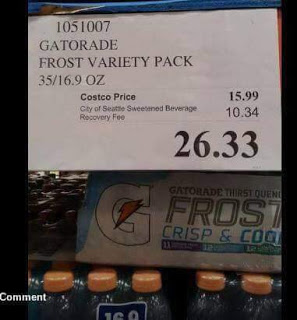 1051007
GATORADE
FROST VARIETY PACK
35/16.9 OZ
Costco Price 15.99
City of Seattle Sweetened Beverage
Recovery Fee 10.34
26.33
GATORADE THIRST
G
FROST
CRISP & COOL
16.9
Comment